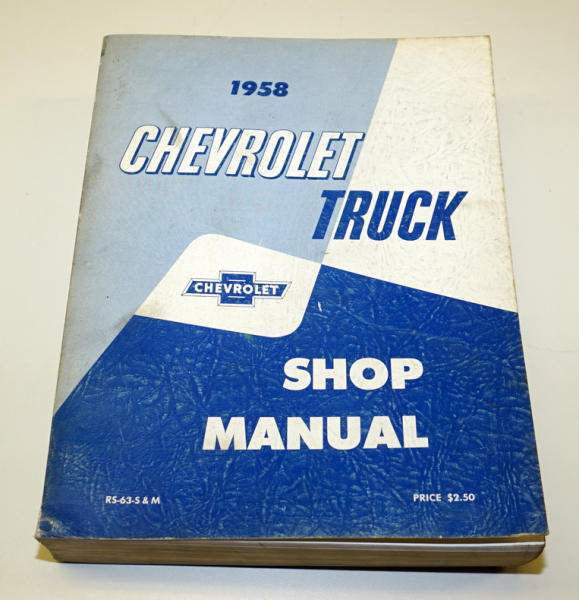 1958
CHEVROLET
TRUCK
CHEVROLET
SHOP
MANUAL
RS-63-S & M
PRICE $2.50